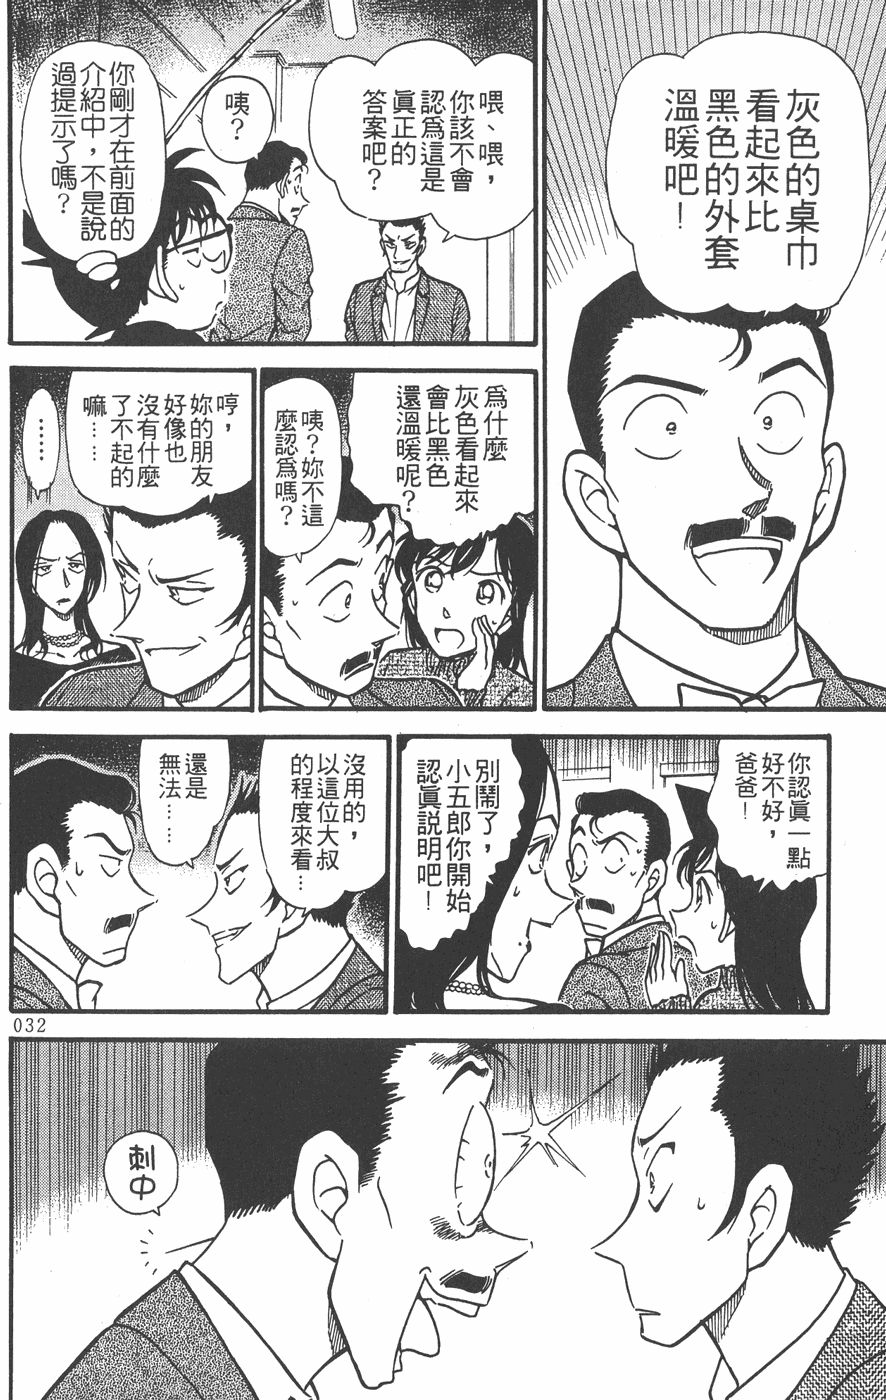 灰色的桌巾
看起來比
黑色的外套
溫暖吧！
喂、喂，
你該不會
認為這是
眞正的
答案吧？
咦？
你剛才在前面的
介紹中，不是說
過提示了嗎？
為什麼
灰色看起來
會比黑色
還溫暖呢？
咦？妳不這
麼認為嗎？
哼，
妳的朋友
好像也
沒有什麼
了不起的
嘛……
……
你認眞一點
好不好，
爸爸！
別鬧了，
小五郎你開始
認眞說明吧！
沒用的，
以這位大叔
的程度來看…
還是
無法……
032
刺中